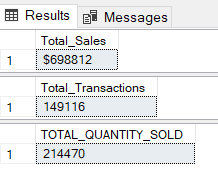 Results Messages
Total_Sales
1 $698812
Total_Transactions
1 149116
TOTAL_QUANTITY_SOLD
1 214470